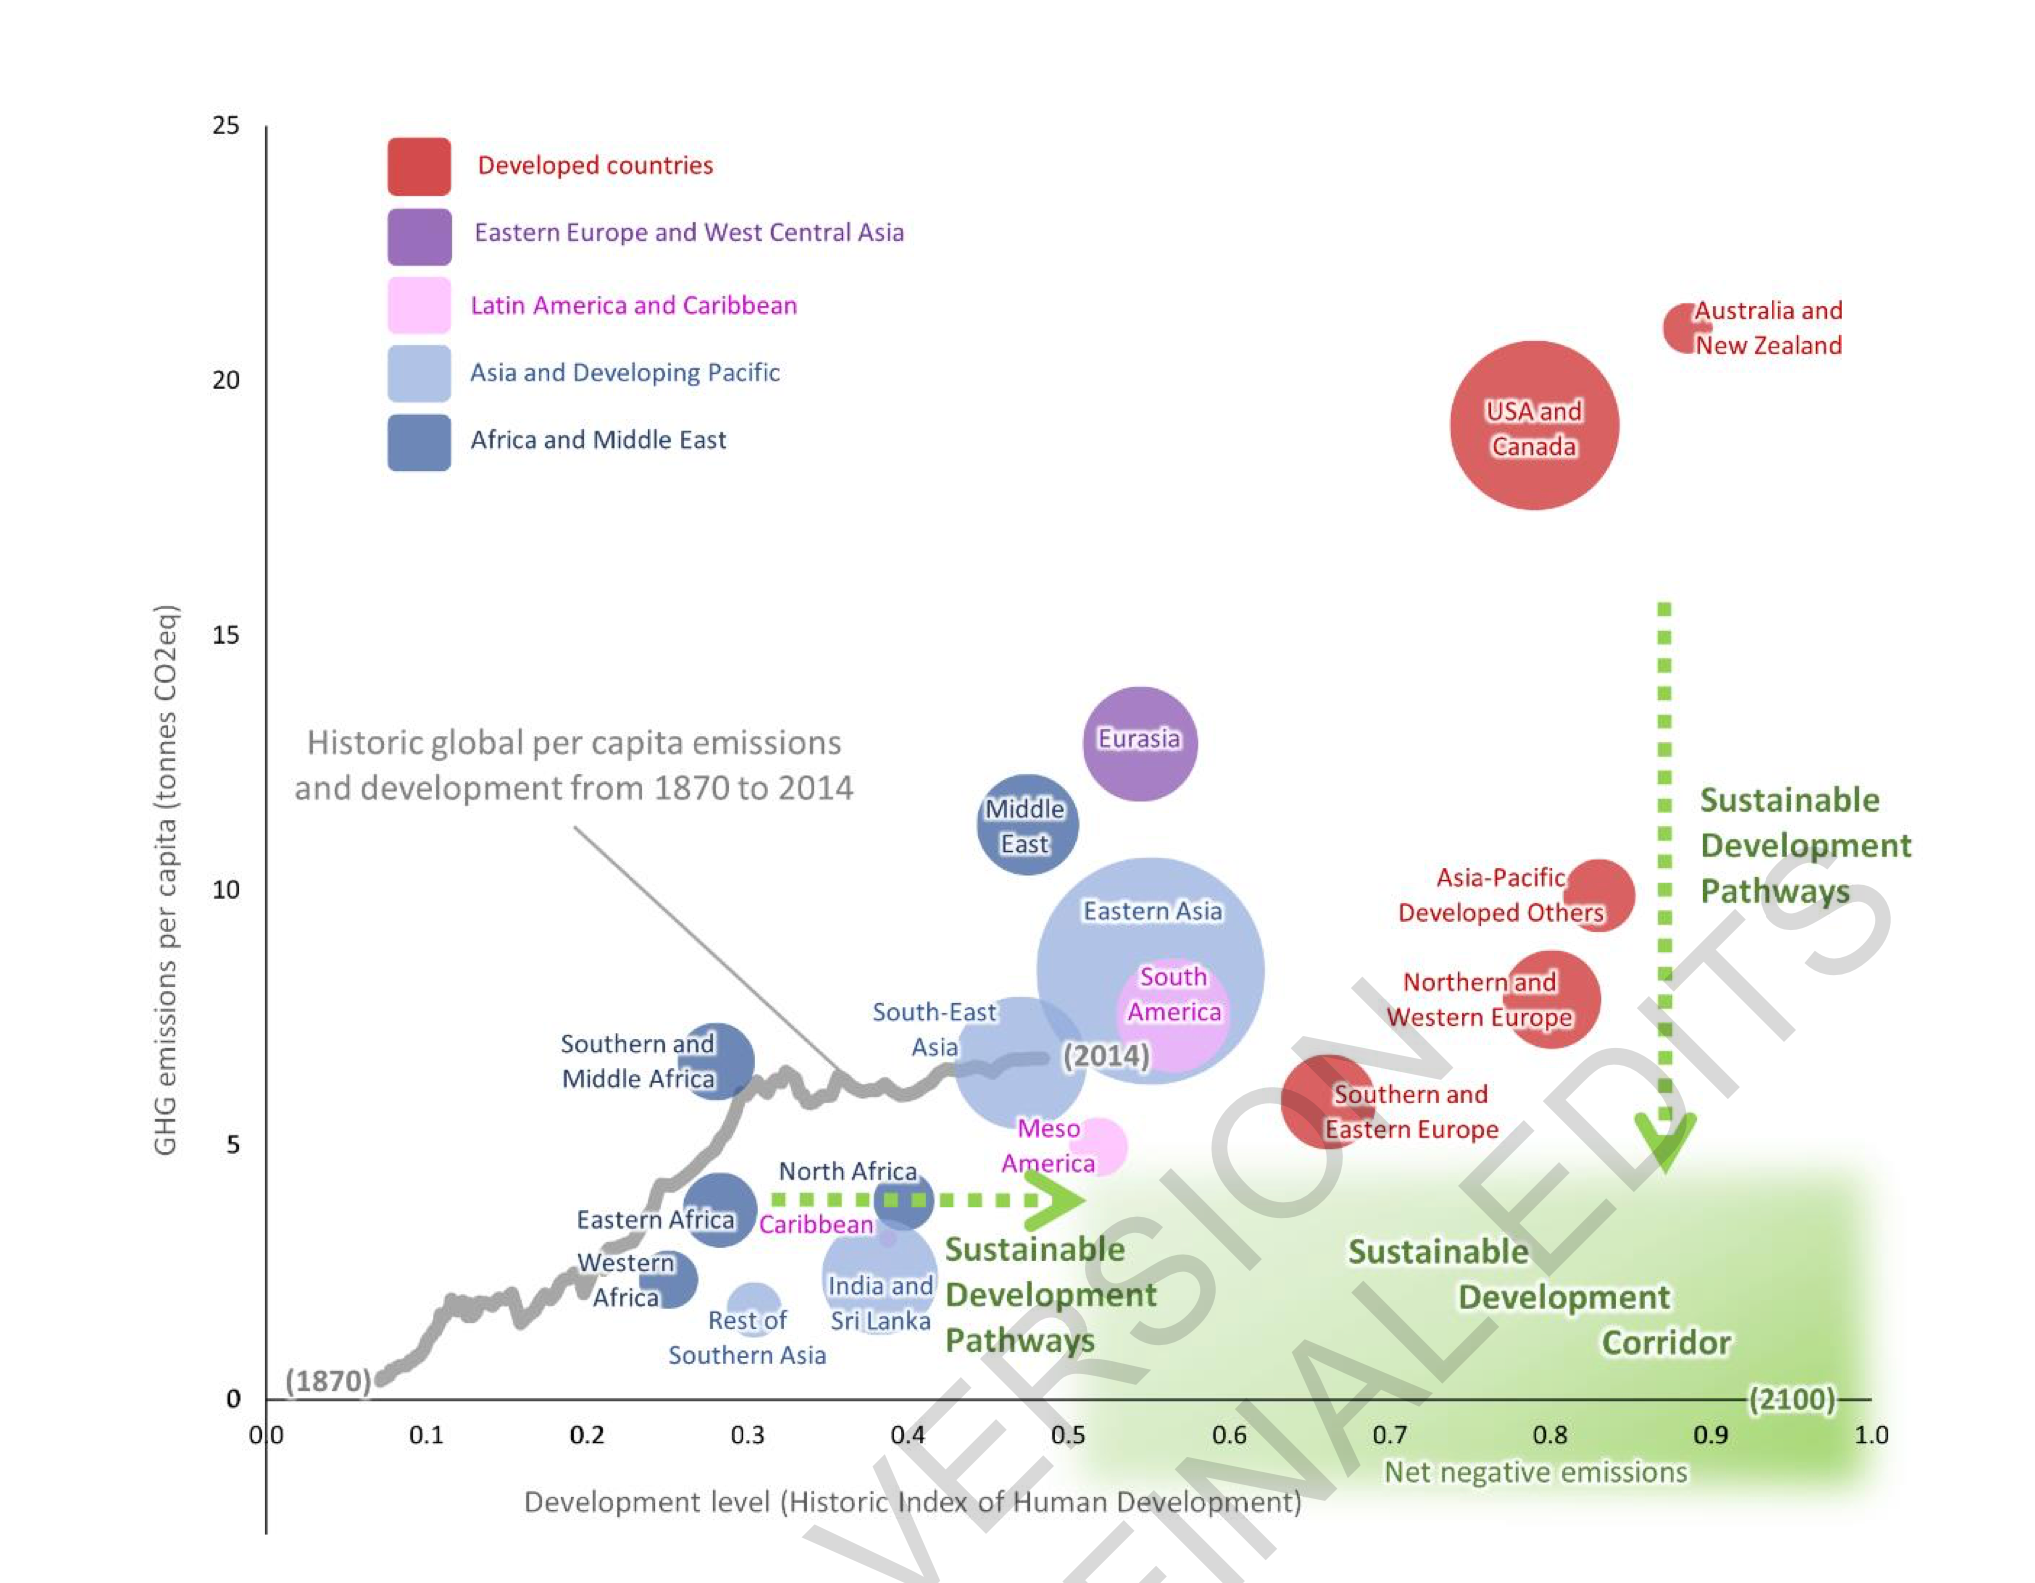 25
20
15
10
5
0
GHG emissions per capita (tonnes CO2eq)
Developed countries
Eastern Europe and West Central Asia
Latin America and Caribbean
Asia and Developing Pacific
Africa and Middle East
Australia and
New Zealand
USA and
Canada
Historic global per capita emissions
and development from 1870 to 2014
Eurasia
Middle
East
Sustainable
Development
Pathways
Asia-Pacific
Developed Others
Eastern Asia
South
America
Northern and
Western Europe
South-East
Asia
(2014)
Southern and
Middle Africa
Southern and
Eastern Europe
Meso
America
North Africa
Eastern Africa
Caribbean
Western
Africa
India and
Sri Lanka
Rest of
Southern Asia
Sustainable
Development
Pathways
Sustainable
Development
Corridor
(1870)
(2100)
0.0 0.1 0.2 0.3 0.4 0.5 0.6 0.7 0.8 0.9 1.0
Net negative emissions
Development level (Historic Index of Human Development)
VERSION
FINAL EDITS